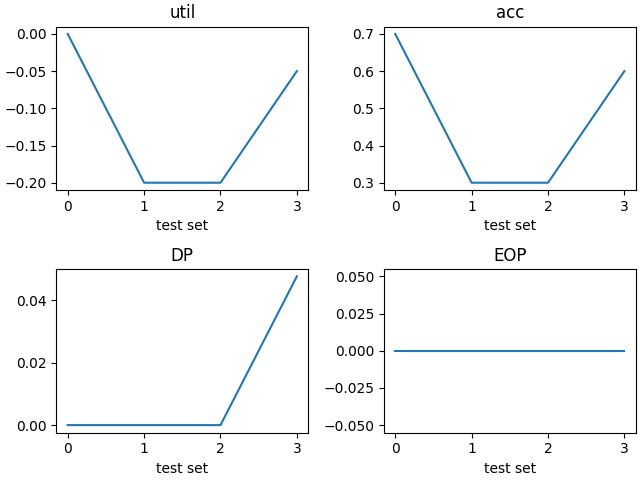 util
0.00
−0.05
−0.10
−0.15
−0.20
0 1 2 3
test set
acc
0.7
0.6
0.5
0.4
0.3
0 1 2 3
test set
DP
0.04
0.02
0.00
0 1 2 3
test set
EOP
0.050
0.025
0.000
−0.025
−0.050
0 1 2 3
test set